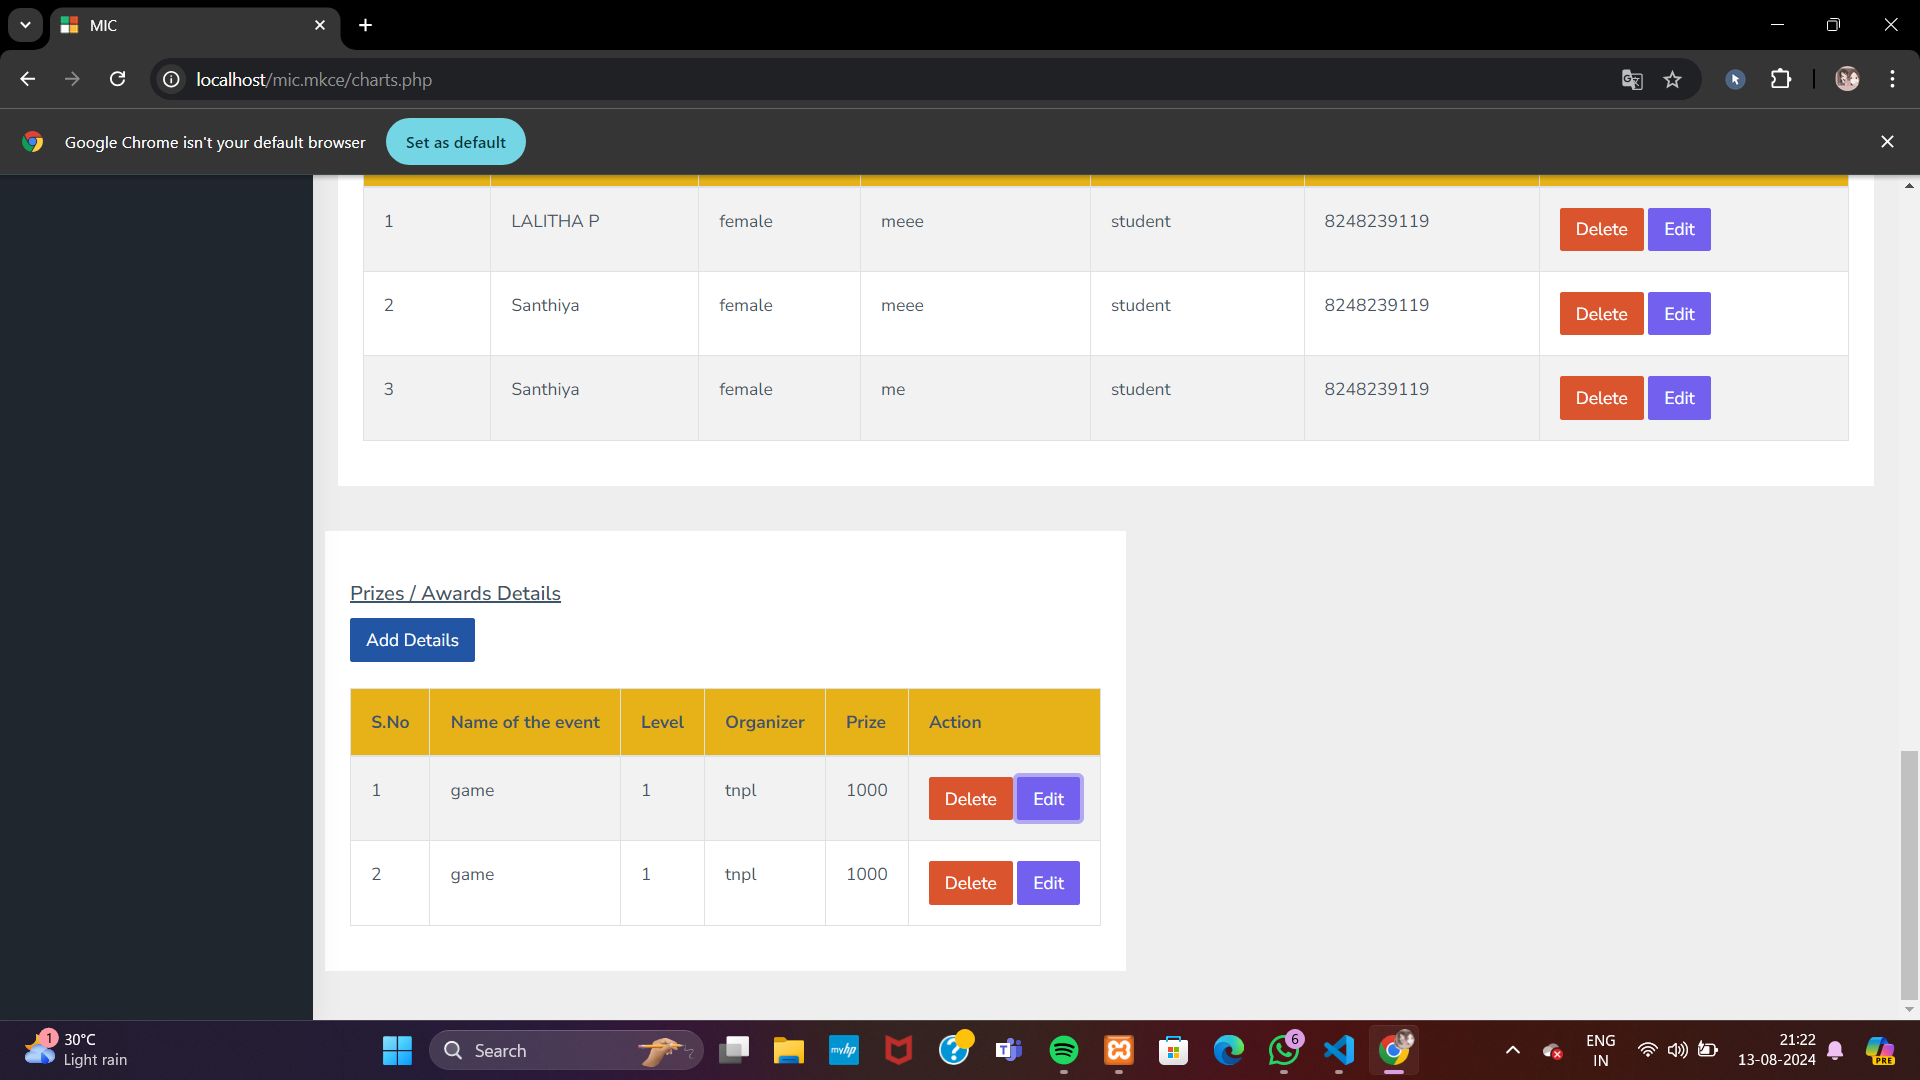 MIC
localhost/mic.mkce/charts.php
Google Chrome isn't your default browser Set as default
1 LALITHA P female meee student 8248239119 Delete Edit
2 Santhiya female meee student 8248239119 Delete Edit
3 Santhiya female me student 8248239119 Delete Edit
Prizes / Awards Details
Add Details
S.No Name of the event Level Organizer Prize Action
1 game 1 tnpl 1000 Delete Edit
2 game 1 tnpl 1000 Delete Edit
1 30°C
Light rain
Search
myhp
6
ENG
IN
21:22
13-08-2024
PRE